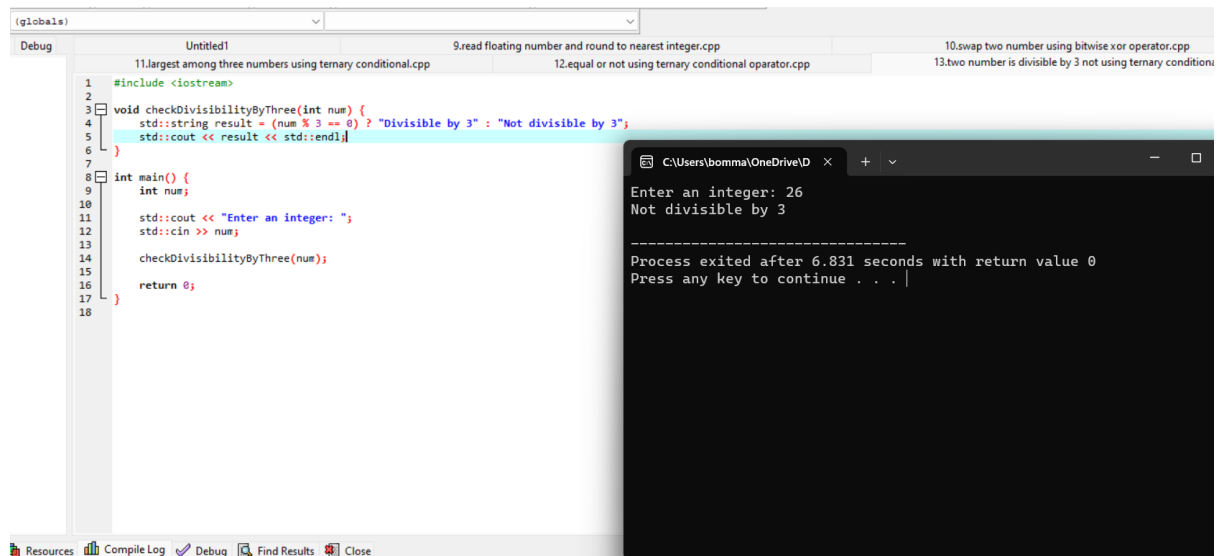 (globals)
Debug
Untitled1
9.read floating number and round to nearest integer.cpp
10.swap two number using bitwise xor operator.cpp
11.largest among three numbers using ternary conditional.cpp
12.equal or not using ternary conditional oparator.cpp
13.two number is divisible by 3 not using ternary conditiona
1 #include <iostream>
2
3 void checkDivisibilityByThree(int num) {
4 std::string result = (num % 3 == 0) ? "Divisible by 3" : "Not divisible by 3";
5 std::cout << result << std::endl;
6 }
7
8 int main() {
9 int num;
10
11 std::cout << "Enter an integer: ";
12 std::cin >> num;
13
14 checkDivisibilityByThree(num);
15
16 return 0;
17 }
18
C:\Users\bomma\OneDrive\D
Enter an integer: 26
Not divisible by 3
--------------------------------
Process exited after 6.831 seconds with return value 0
Press any key to continue . . .
Resources Compile Log Debug Find Results Close